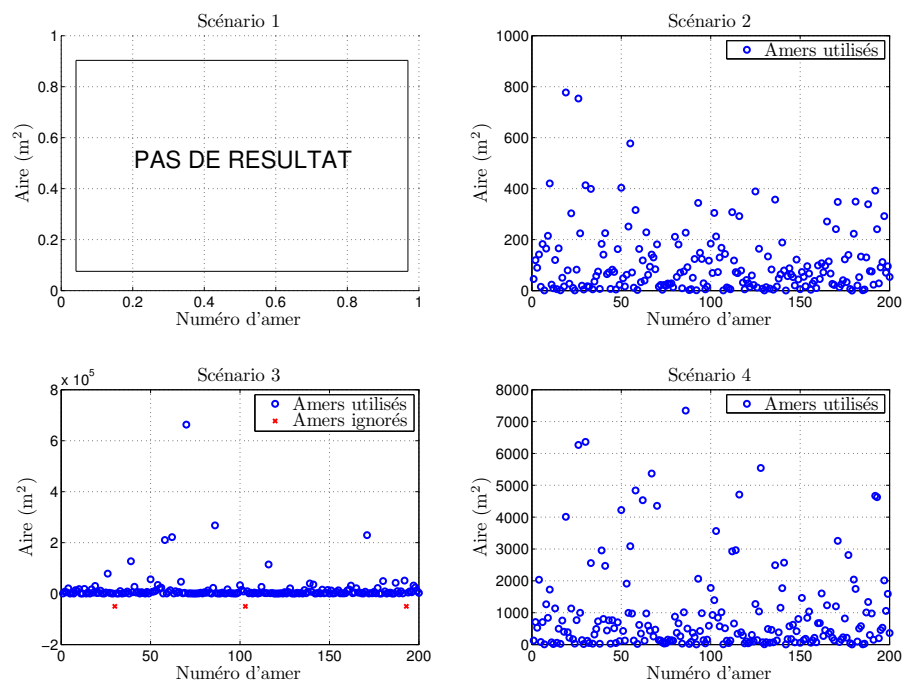 Scénario 1
1
0.8
0.6
0.4
0.2
0
Aire (m²)
PAS DE RESULTAT
0 0.2 0.4 0.6 0.8 1
Numéro d'amer
Scénario 2
1000
800
600
400
200
0
Aire (m²)
Amers utilisés
0 50 100 150 200
Numéro d'amer
Scénario 3
8 x 10⁵
6
4
2
0
−2
Aire (m²)
Amers utilisés
Amers ignorés
0 50 100 150 200
Numéro d'amer
Scénario 4
8000
7000
6000
5000
4000
3000
2000
1000
0
Aire (m²)
Amers utilisés
0 50 100 150 200
Numéro d'amer